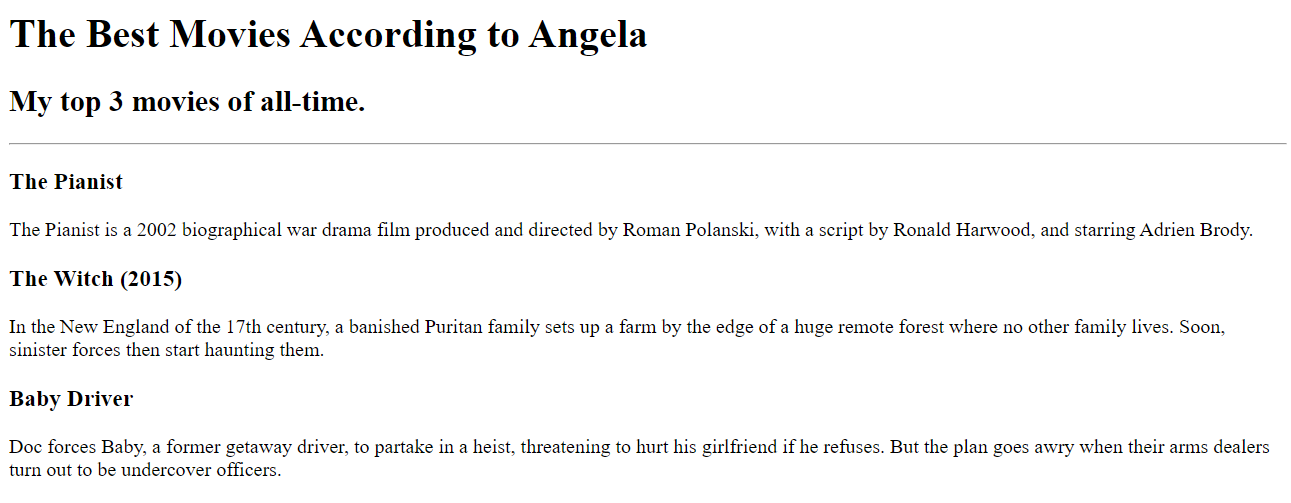 The Best Movies According to Angela
My top 3 movies of all-time.
The Pianist
The Pianist is a 2002 biographical war drama film produced and directed by Roman Polanski, with a script by Ronald Harwood, and starring Adrien Brody.
The Witch (2015)
In the New England of the 17th century, a banished Puritan family sets up a farm by the edge of a huge remote forest where no other family lives. Soon,
sinister forces then start haunting them.
Baby Driver
Doc forces Baby, a former getaway driver, to partake in a heist, threatening to hurt his girlfriend if he refuses. But the plan goes awry when their arms dealers
turn out to be undercover officers.